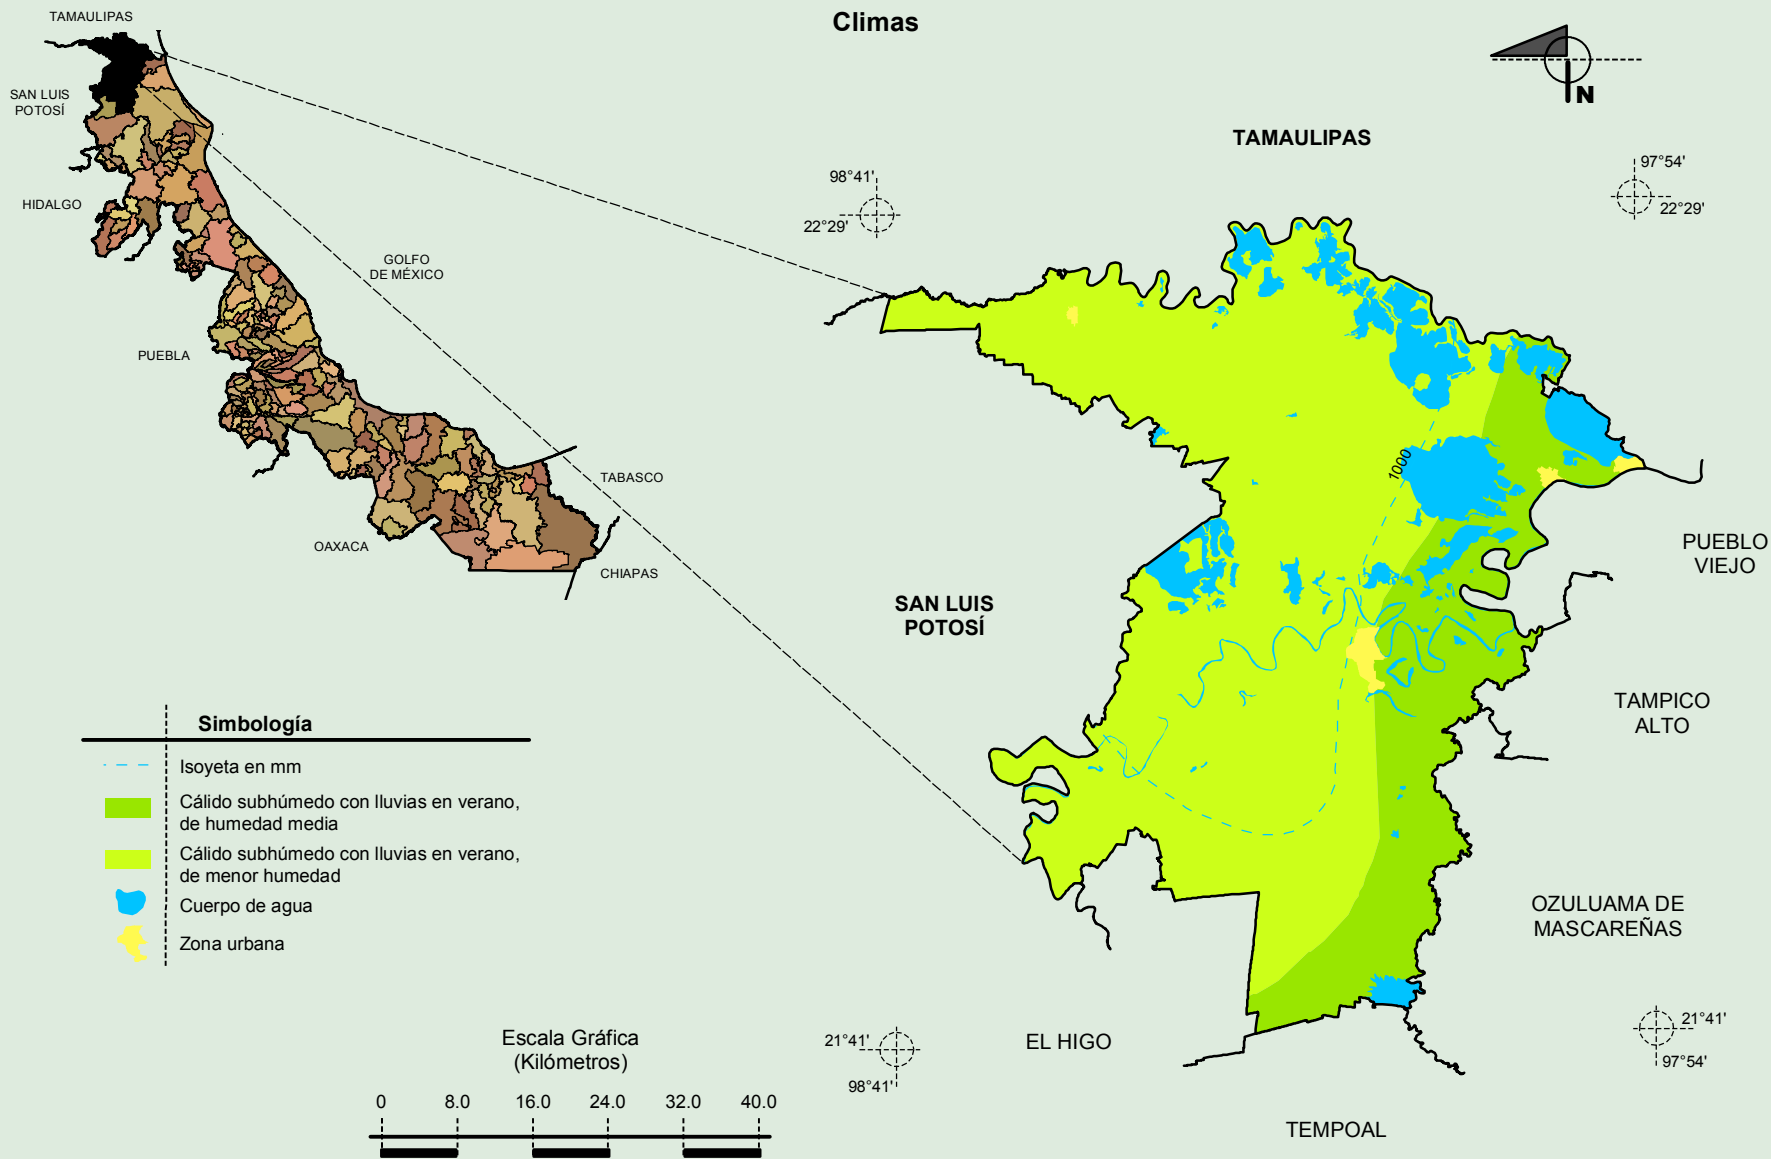 Climas
TAMAULIPAS
SAN LUIS
POTOSÍ
HIDALGO
GOLFO
DE MÉXICO
PUEBLA
TABASCO
OAXACA
CHIAPAS
N
TAMAULIPAS
98°41'
22°29'
97°54'
22°29'
1000
PUEBLO
VIEJO
SAN LUIS
POTOSÍ
TAMPICO
ALTO
OZULUAMA DE
MASCAREÑAS
EL HIGO
TEMPOAL
21°41'
98°41'
21°41'
97°54'
Simbología
Isoyeta en mm
Cálido subhúmedo con lluvias en verano,
de humedad media
Cálido subhúmedo con lluvias en verano,
de menor humedad
Cuerpo de agua
Zona urbana
Escala Gráfica
(Kilómetros)
0 8.0 16.0 24.0 32.0 40.0